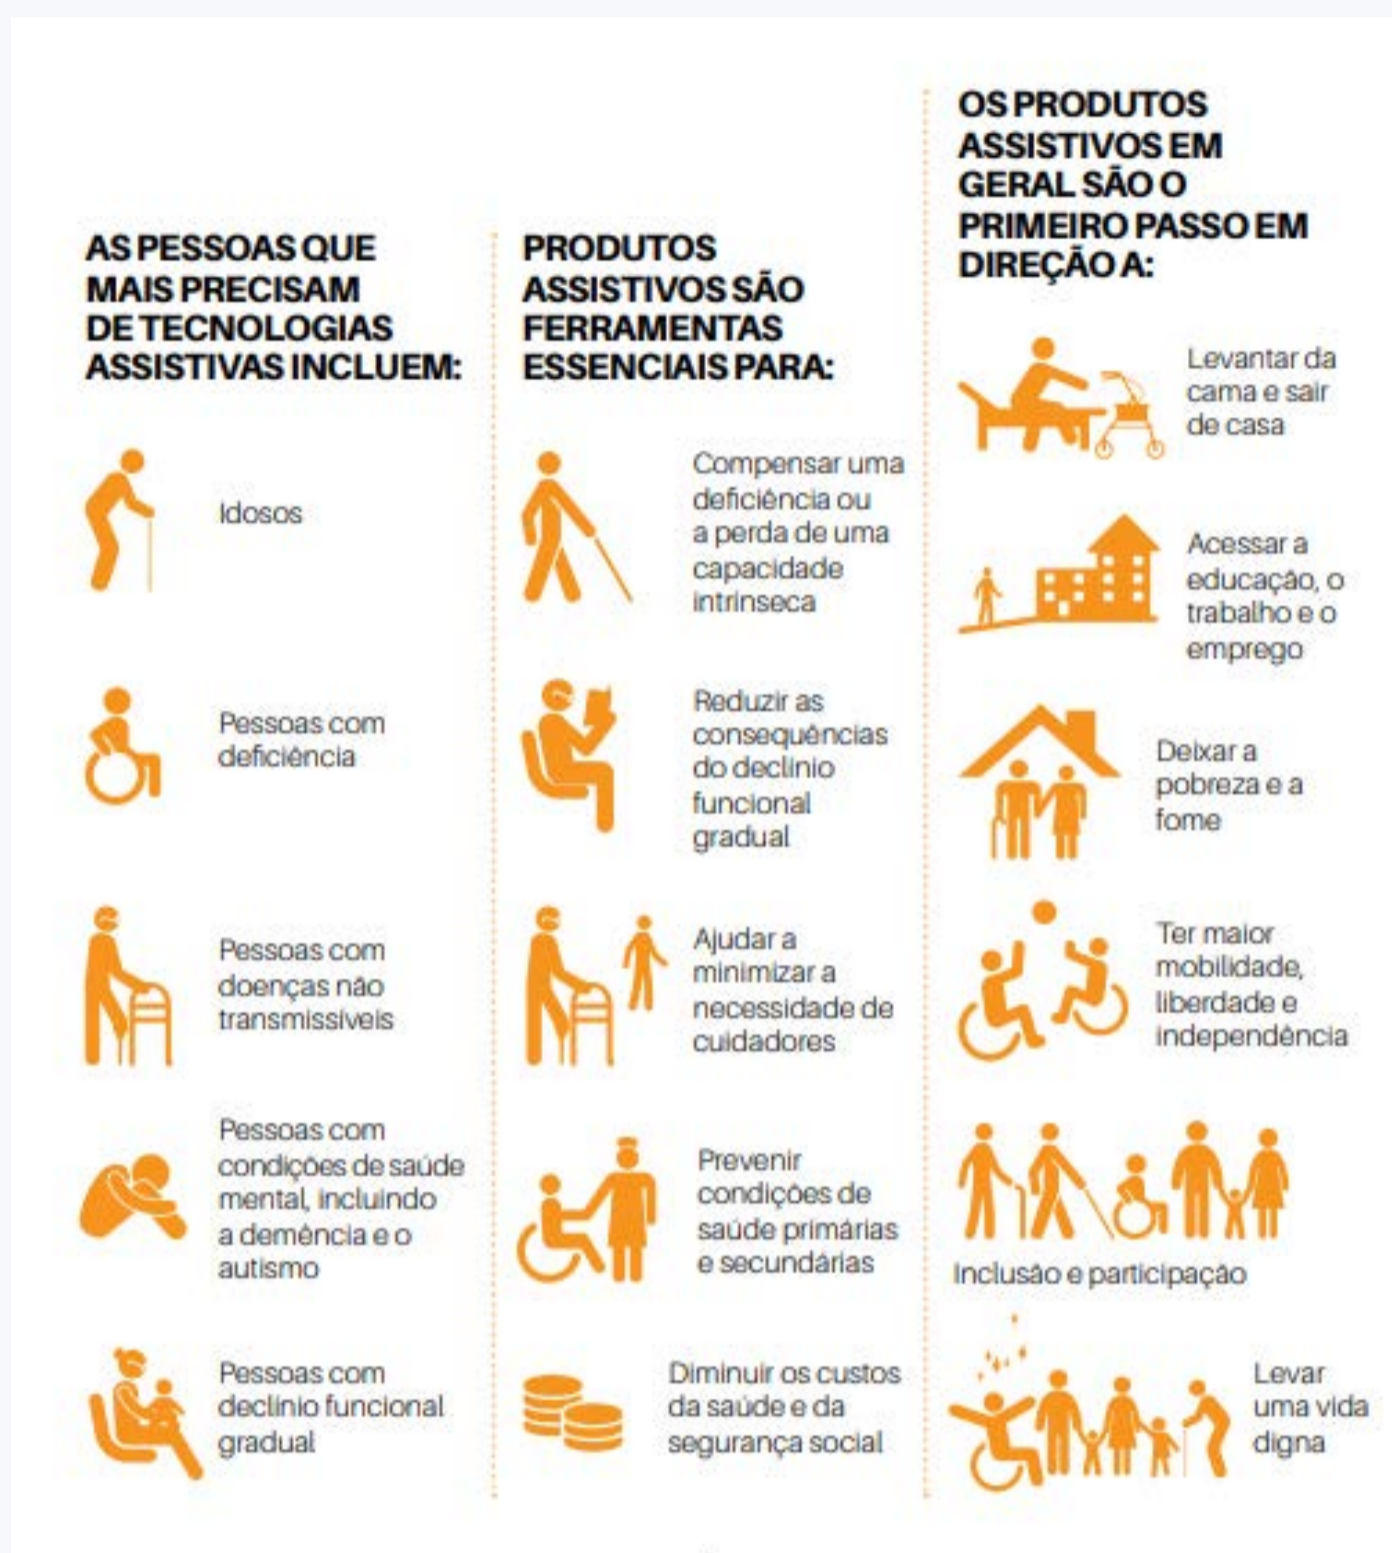 AS PESSOAS QUE
MAIS PRECISAM
DE TECNOLOGIAS
ASSISTIVAS INCLUEM:
Idosos
Pessoas com
deficiência
Pessoas com
doenças não
transmissíveis
Pessoas com
condições de saúde
mental, incluindo
a demência e o
autismo
Pessoas com
declínio funcional
gradual
PRODUTOS
ASSISTIVOS SÃO
FERRAMENTAS
ESSENCIAIS PARA:
Compensar uma
deficiência ou
a perda de uma
capacidade
intrínseca
Reduzir as
consequências
do declínio
funcional
gradual
Ajudar a
minimizar a
necessidade de
cuidadores
Prevenir
condições de
saúde primárias
e secundárias
Diminuir os custos
da saúde e da
segurança social
OS PRODUTOS
ASSISTIVOS EM
GERAL SÃO O
PRIMEIRO PASSO EM
DIREÇÃO A:
Levantar da
cama e sair
de casa
Acessar a
educação, o
trabalho e o
emprego
Deixar a
pobreza e a
fome
Ter maior
mobilidade,
liberdade e
independência
Inclusão e participação
Levar
uma vida
digna